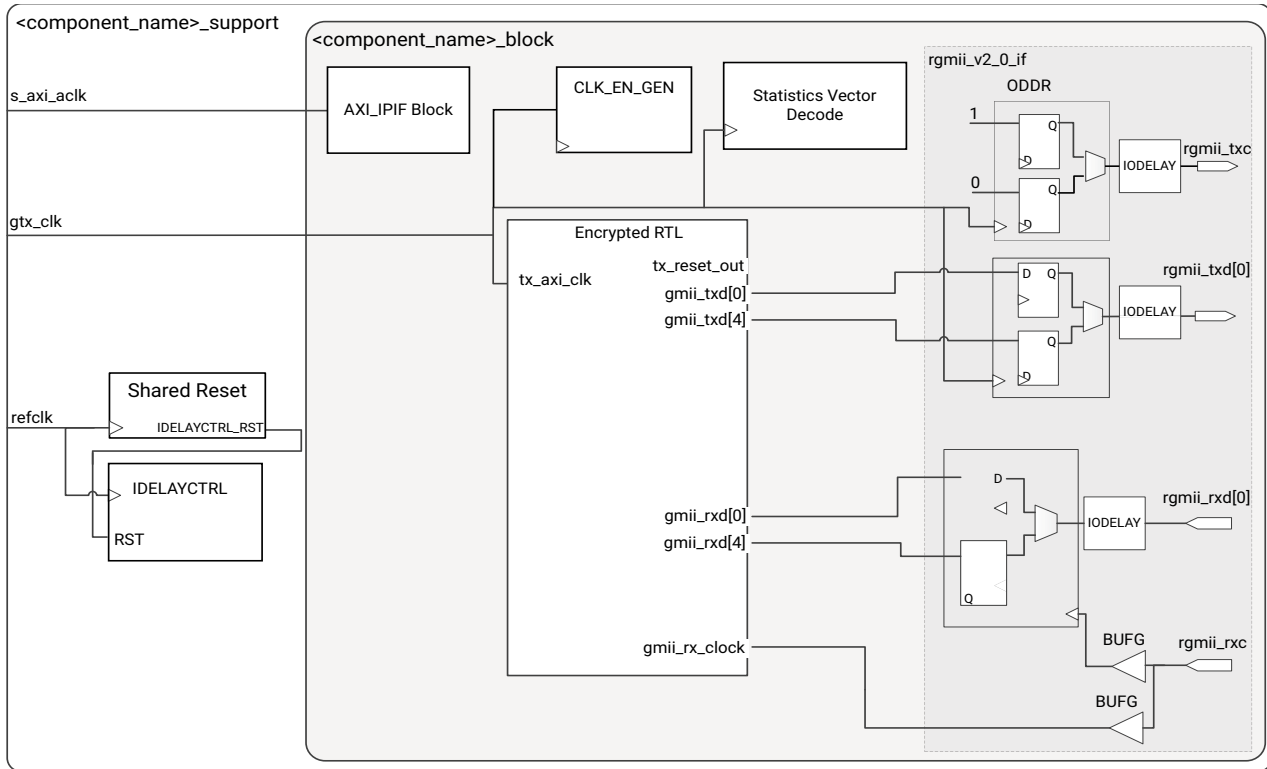 <component_name>_support
<component_name>_block
rgmii_v2_0_if
ODDR
s_axi_aclk
AXI_IPIF Block
CLK_EN_GEN
Statistics Vector
Decode
1
Q
D
IODELAY
rgmii_txc
0
Q
D
gtx_clk
Encrypted RTL
tx_axi_clk
tx_reset_out
gmii_txd[0]
gmii_txd[4]
D
Q
Q
D
IODELAY
rgmii_txd[0]
Shared Reset
IDELAYCTRL_RST
refclk
IDELAYCTRL
RST
gmii_rxd[0]
gmii_rxd[4]
D
Q
IODELAY
rgmii_rxd[0]
gmii_rx_clock
BUFG
rgmii_rxc
BUFG